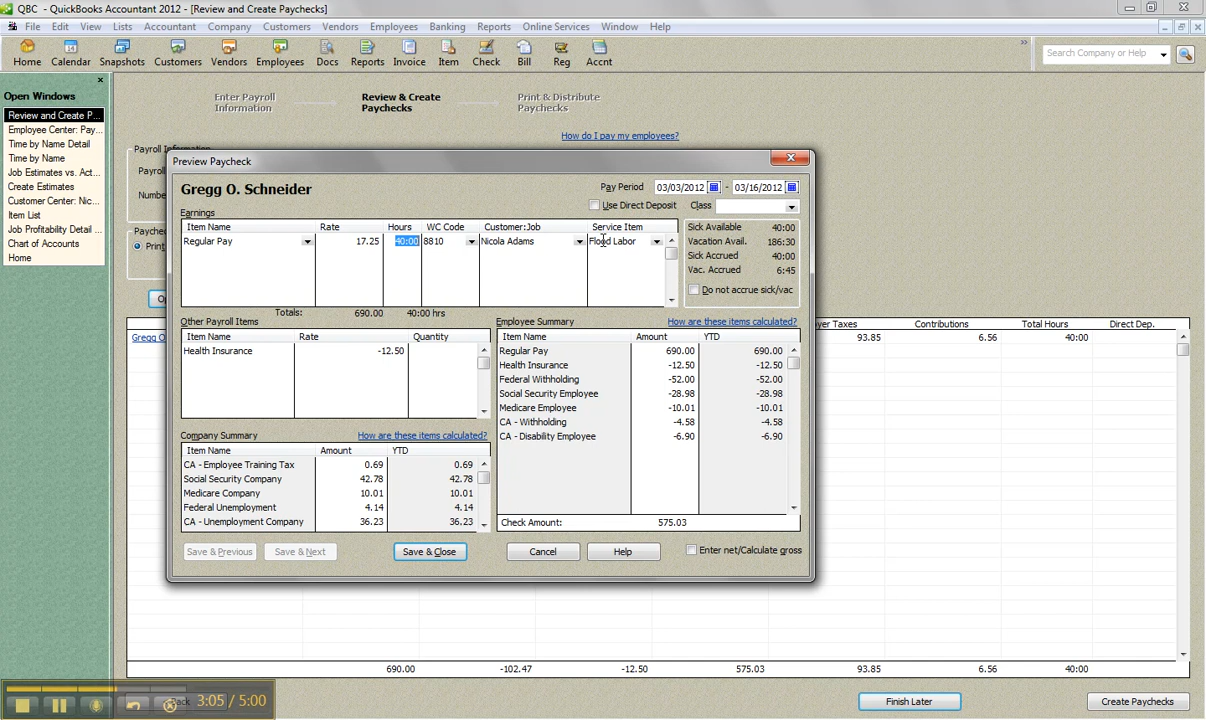 QBC - QuickBooks Accountant 2012 - [Review and Create Paychecks]
File Edit View Lists Accountant Company Customers Vendors Employees Banking Reports Online Services Window Help
Home Calendar Snapshots Customers Vendors Employees Docs Reports Invoice Item Check Bill Reg Accnt
Search Company or Help
Open Windows
Review and Create P...
Employee Center: Pay...
Time by Name Detail
Time by Name
Job Estimates vs. Act...
Create Estimates
Customer Center: Nic...
Item List
Job Profitability Detail ...
Chart of Accounts
Home
Enter Payroll Information
Review & Create Paychecks
Print & Distribute Paychecks
How do I pay my employees?
Payroll Information
Payroll
Numbe
Payche
Print
Op
Preview Paycheck
Gregg O. Schneider
Pay Period 03/03/2012 - 03/16/2012
Use Direct Deposit Class
Earnings
Item Name Rate Hours WC Code Customer:Job Service Item
Regular Pay 17.25 40:00 8810 Nicola Adams Floor Labor
Totals: 690.00 40:00 hrs
Sick Available 40:00
Vacation Avail. 186:30
Sick Accrued 40:00
Vac. Accrued 6:45
Do not accrue sick/vac
Other Payroll Items
Item Name Rate Quantity
Health Insurance -12.50
Employee Summary How are these items calculated?
Item Name Amount YTD
Regular Pay 690.00 690.00
Health Insurance -12.50 -12.50
Federal Withholding -52.00 -52.00
Social Security Employee -28.98 -28.98
Medicare Employee -10.01 -10.01
CA - Withholding -4.58 -4.58
CA - Disability Employee -6.90 -6.90
Check Amount: 575.03
Company Summary How are these items calculated?
Item Name Amount YTD
CA - Employee Training Tax 0.69 0.69
Social Security Company 42.78 42.78
Medicare Company 10.01 10.01
Federal Unemployment 4.14 4.14
CA - Unemployment Company 36.23 36.23
Save & Previous Save & Next Save & Close Cancel Help Enter net/Calculate gross
yer Taxes Contributions Total Hours Direct Dep.
Gregg O 93.85 6.56 40:00
690.00 -102.47 -12.50 575.03 93.85 6.56 40:00
Back Finish Later Create Paychecks
3:05 / 5:00